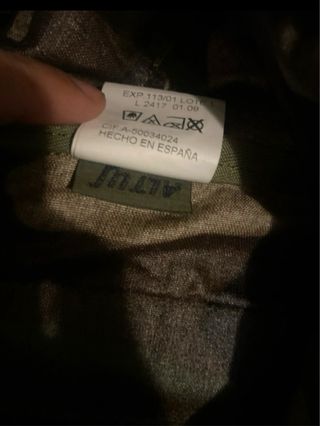 EXP. 113/01 LOTE
L 2417 01.09
CIF A-50034024
HECHO EN ESPAÑA
ALTUS